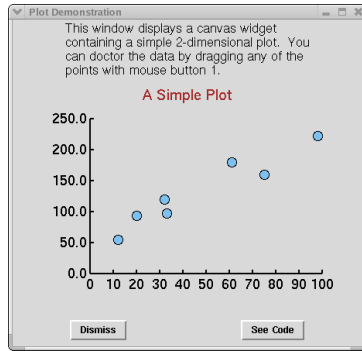 Plot Demonstration
This window displays a canvas widget
containing a simple 2-dimensional plot. You
can doctor the data by dragging any of the
points with mouse button 1.
A Simple Plot
250.0
200.0
150.0
100.0
50.0
0.0
0 10 20 30 40 50 60 70 80 90 100
Dismiss
See Code